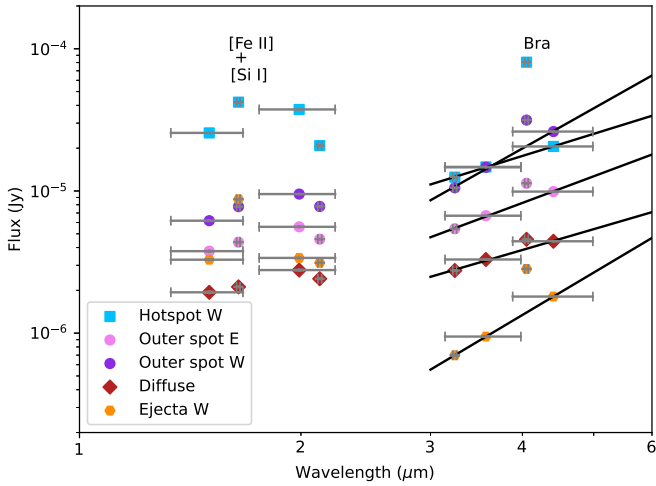 [Fe II]
+
[Si I]
Bra
10⁻⁴
10⁻⁵
10⁻⁶
Flux (Jy)
Hotspot W
Outer spot E
Outer spot W
Diffuse
Ejecta W
1
2
3
4
6
Wavelength (μm)